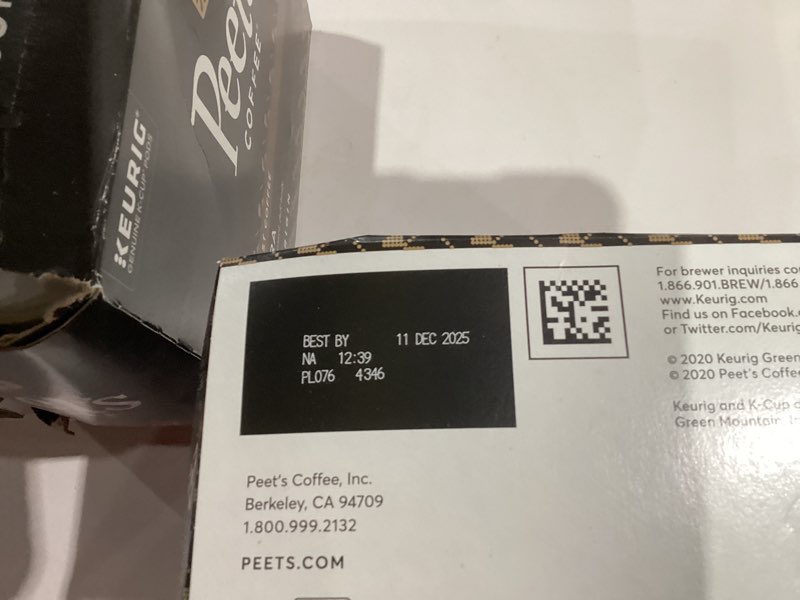 Peet's
COFFEE
KEURIG®
GENUINE K-CUP PODS
BEST BY 11 DEC 2025
NA 12:39
PL076 4346
For brewer inquiries
1.866.901.BREW/1.866
www.Keurig.com
Find us on Facebook.
or Twitter.com/Keurig
© 2020 Keurig Green
© 2020 Peet's Coffee
Keurig and K-Cup
Green Mountain
Peet's Coffee, Inc.
Berkeley, CA 94709
1.800.999.2132
PEETS.COM